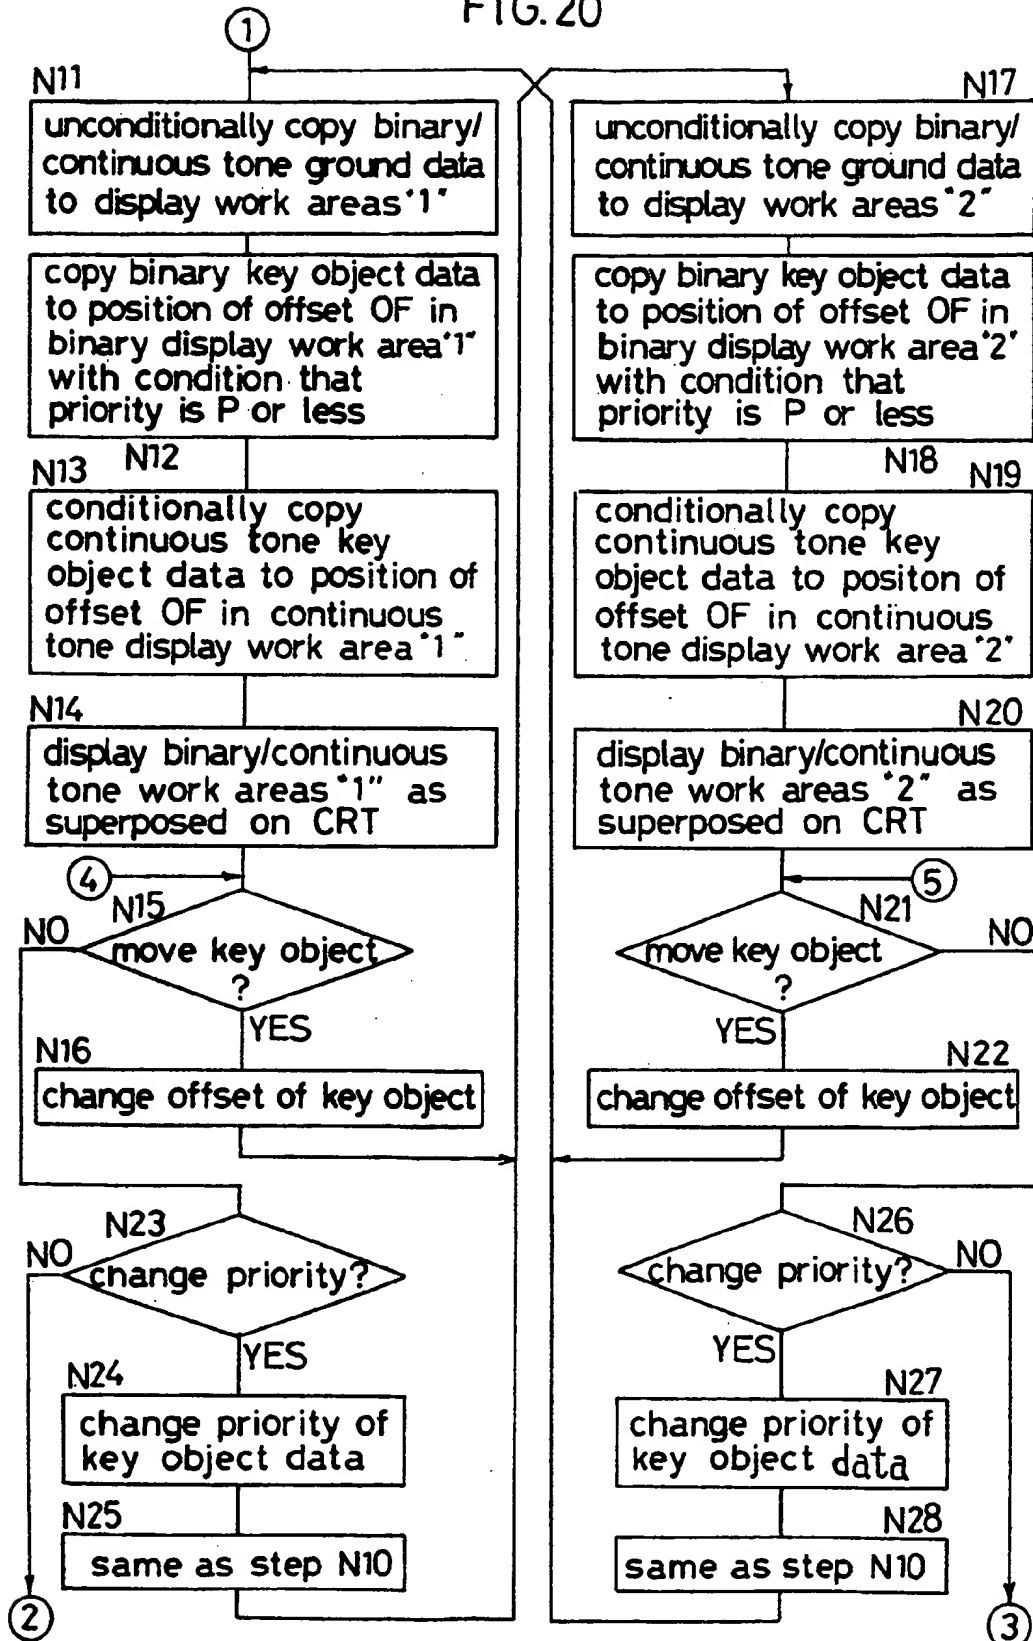 FIG.20
1
N11
unconditionally copy binary/
continuous tone ground data
to display work areas "1"
copy binary key object data
to position of offset OF in
binary display work area "1"
with condition that
priority is P or less
N12
N13
conditionally copy
continuous tone key
object data to position of
offset OF in continuous
tone display work area "1"
N14
display binary/continuous
tone work areas "1" as
superposed on CRT
4
N15
NO
move key object
?
YES
N16
change offset of key object
N23
NO
change priority?
YES
N24
change priority of
key object data
N25
same as step N10
2
N17
unconditionally copy binary/
continuous tone ground data
to display work areas "2"
copy binary key object data
to position of offset OF in
binary display work area "2"
with condition that
priority is P or less
N18
N19
conditionally copy
continuous tone key
object data to positon of
offset OF in continuous
tone display work area "2"
N20
display binary/continuous
tone work areas "2" as
superposed on CRT
5
N21
NO
move key object
?
YES
N22
change offset of key object
N26
NO
change priority?
YES
N27
change priority of
key object data
N28
same as step N10
3